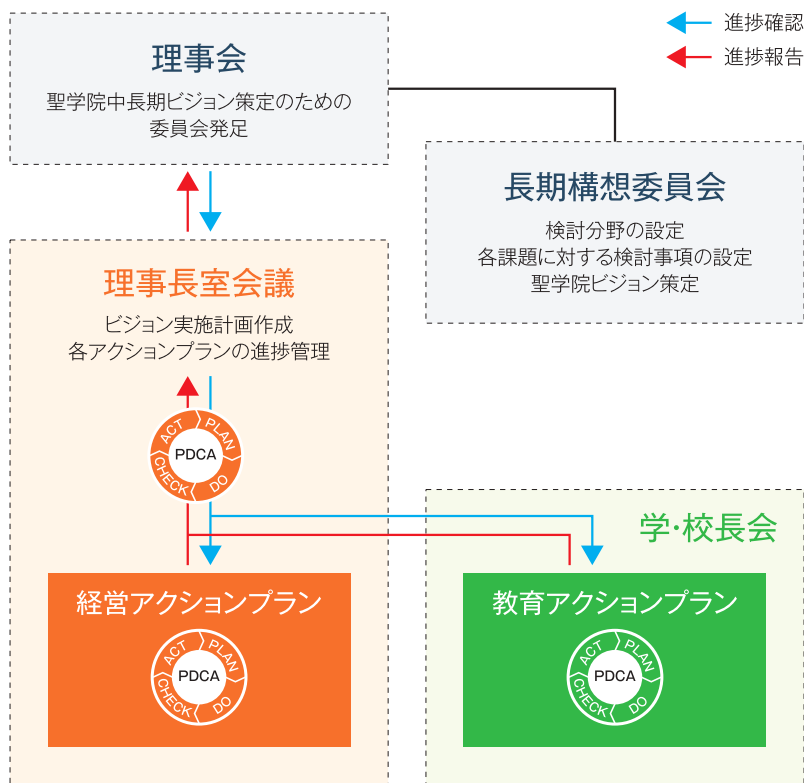 進捗確認
進捗報告
理事会
聖学院中長期ビジョン策定のための
委員会発足
長期構想委員会
検討分野の設定
各課題に対する検討事項の設定
聖学院ビジョン策定
理事長室会議
ビジョン実施計画作成
各アクションプランの進捗管理
ACT
PLAN
PDCA
CHECK
DO
学・校長会
経営アクションプラン
ACT
PLAN
PDCA
CHECK
DO
教育アクションプラン
ACT
PLAN
PDCA
CHECK
DO